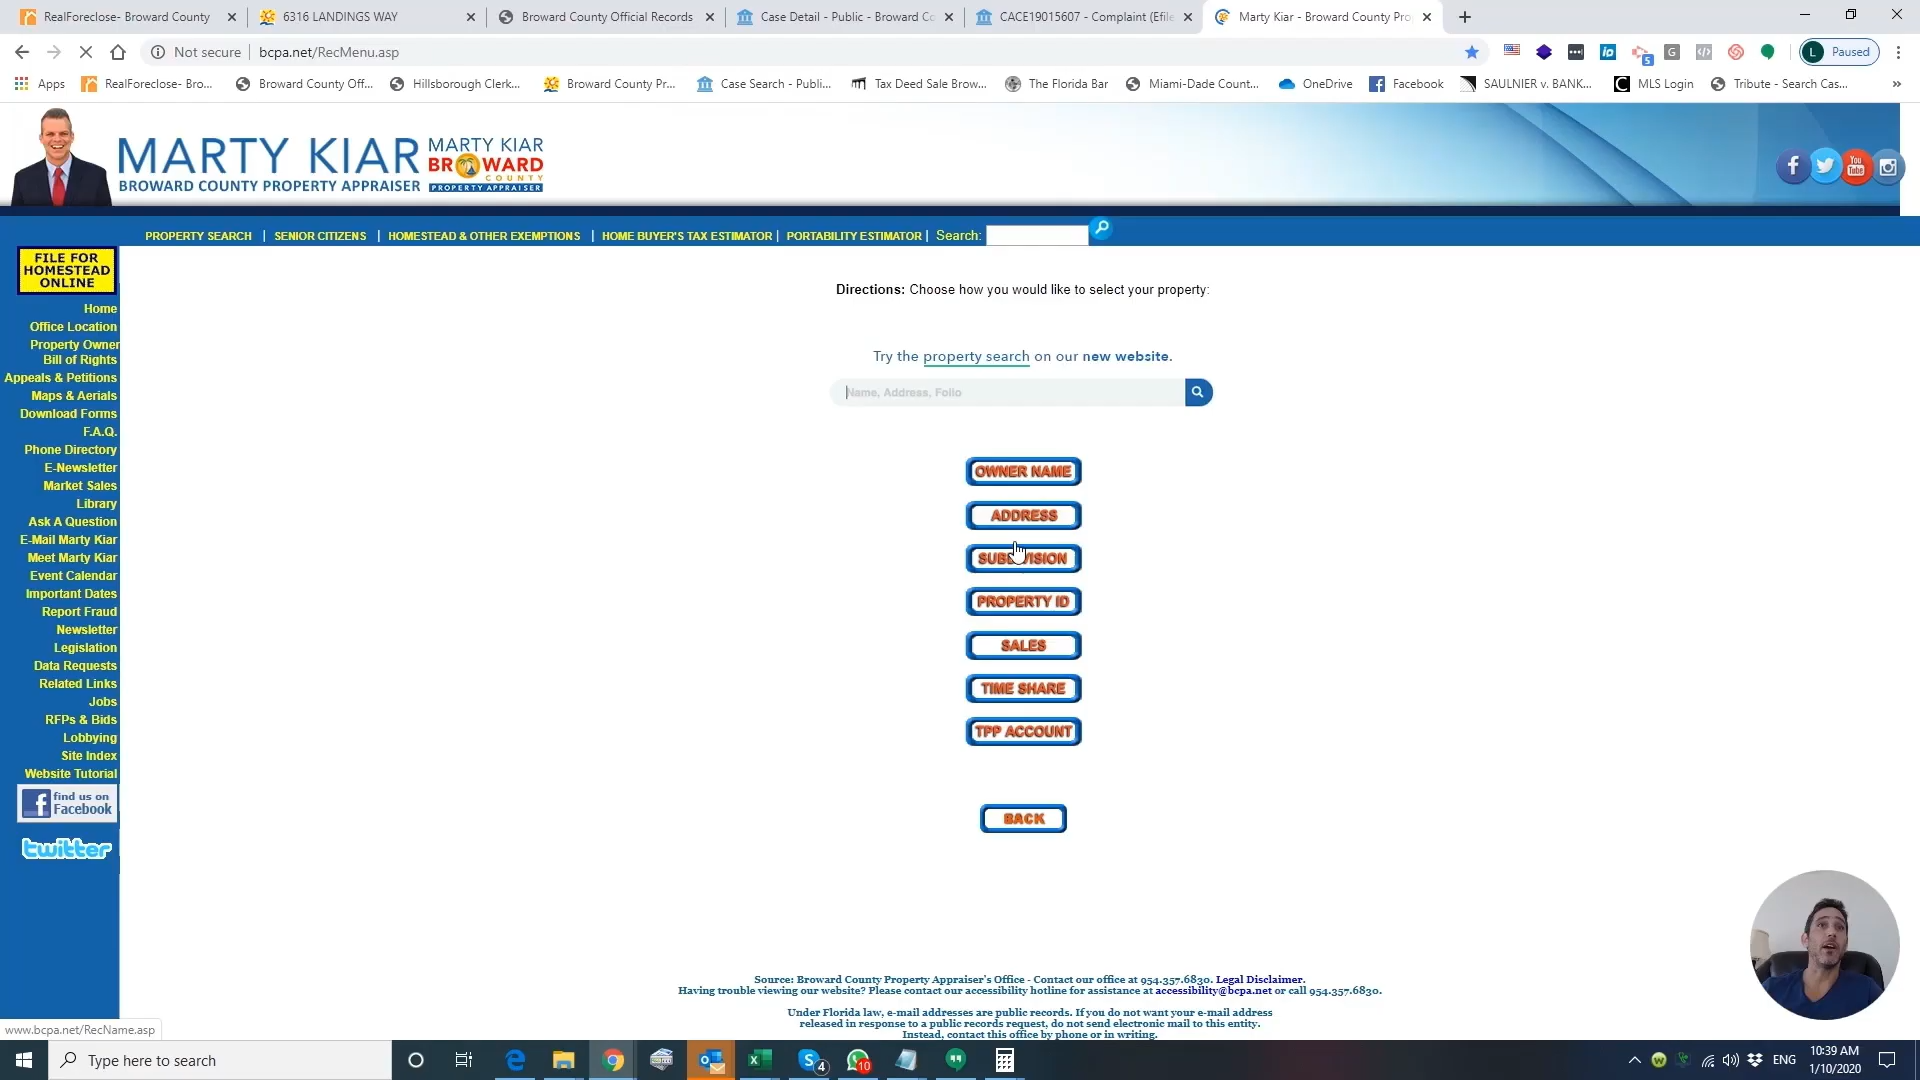 RealForeclose- Broward County
6316 LANDINGS WAY
Broward County Official Records
Case Detail - Public - Broward Co
CACE19015607 - Complaint (Efile
Marty Kiar - Broward County Pro
Not secure
bcpa.net/RecMenu.asp
Paused
Apps
RealForeclose- Bro...
Broward County Off...
Hillsborough Clerk...
Broward County Pr...
Case Search - Publi...
Tax Deed Sale Brow...
The Florida Bar
Miami-Dade Count...
OneDrive
Facebook
SAULNIER v. BANK...
MLS Login
Tribute - Search Cas...
MARTY KIAR
BROWARD COUNTY PROPERTY APPRAISER
MARTY KIAR
BROWARD
COUNTY
PROPERTY APPRAISER
PROPERTY SEARCH | SENIOR CITIZENS | HOMESTEAD & OTHER EXEMPTIONS | HOME BUYER'S TAX ESTIMATOR | PORTABILITY ESTIMATOR | Search:
FILE FOR
HOMESTEAD
ONLINE
Home
Office Location
Property Owner
Bill of Rights
Appeals & Petitions
Maps & Aerials
Download Forms
F.A.Q.
Phone Directory
E-Newsletter
Market Sales
Library
Ask A Question
E-Mail Marty Kiar
Meet Marty Kiar
Event Calendar
Important Dates
Report Fraud
Newsletter
Legislation
Data Requests
Related Links
Jobs
RFPs & Bids
Lobbying
Site Index
Website Tutorial
find us on
Facebook
twitter
Directions: Choose how you would like to select your property:
Try the property search on our new website.
Name, Address, Folio
OWNER NAME
ADDRESS
SUBDIVISION
PROPERTY ID
SALES
TIME SHARE
TPP ACCOUNT
BACK
Source: Broward County Property Appraiser's Office - Contact our office at 954.357.6830. Legal Disclaimer.
Having trouble viewing our website? Please contact our accessibility hotline for assistance at accessibility@bcpa.net or call 954.357.6830.
Under Florida law, e-mail addresses are public records. If you do not want your e-mail address
released in response to a public records request, do not send electronic mail to this entity.
Instead, contact this office by phone or in writing.
www.bcpa.net/RecName.asp
Type here to search
ENG
10:39 AM
1/10/2020